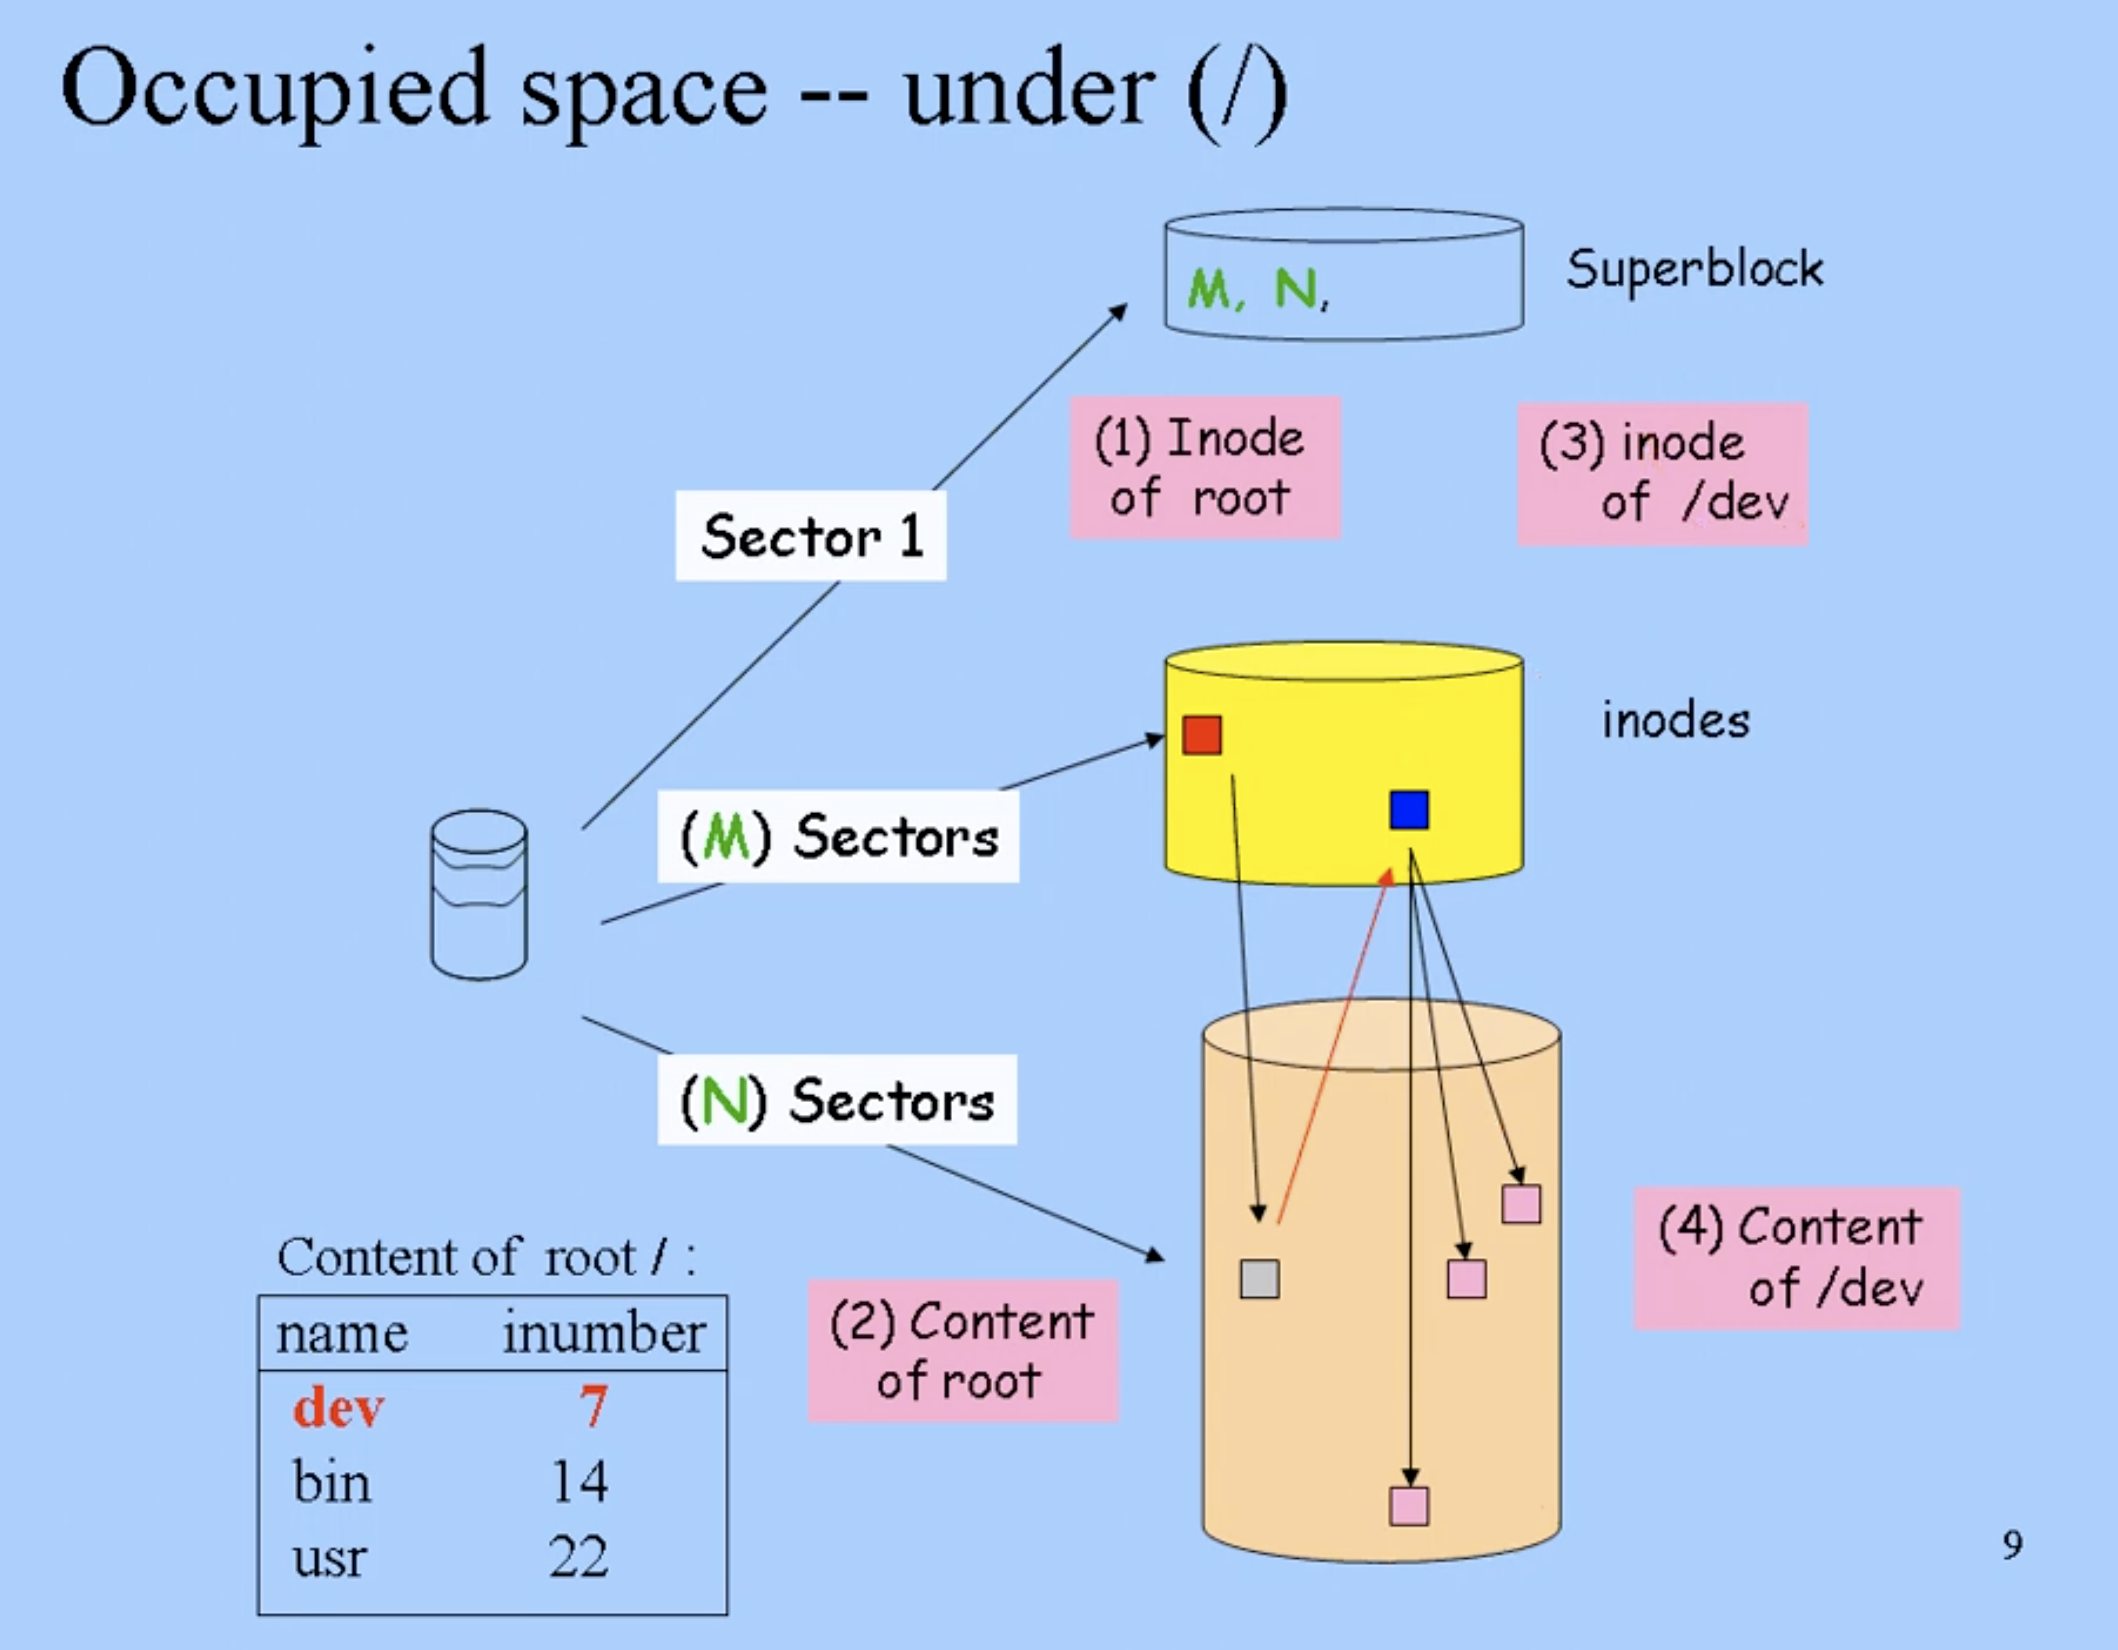 Occupied space -- under (/)
M, N,
Superblock
(1) Inode
of root
(3) inode
of /dev
Sector 1
inodes
(M) Sectors
(N) Sectors
(4) Content
of /dev
Content of root / :
name inumber
dev 7
bin 14
usr 22
(2) Content
of root
9